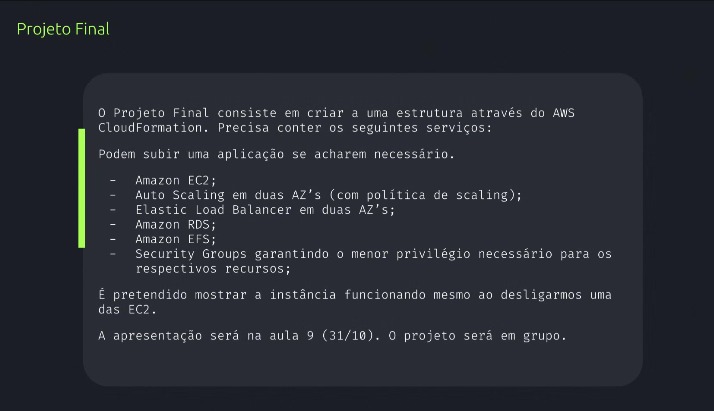 Projeto Final
O Projeto Final consiste em criar a uma estrutura através do AWS
CloudFormation. Precisa conter os seguintes serviços:
Podem subir uma aplicação se acharem necessário.
- Amazon EC2;
- Auto Scaling em duas AZ’s (com política de scaling);
- Elastic Load Balancer em duas AZ’s;
- Amazon RDS;
- Amazon EFS;
- Security Groups garantindo o menor privilégio necessário para os
respectivos recursos;
É pretendido mostrar a instância funcionando mesmo ao desligarmos uma
das EC2.
A apresentação será na aula 9 (31/10). O projeto será em grupo.